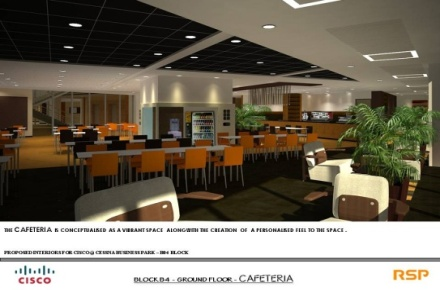 THE CAFETERIA IS CONCEPTUALISED AS A VIBRANT SPACE ALONGWITH THE CREATION OF A PERSONALISED FEEL TO THE SPACE .
PROPOSED INTERIORS FOR CISCO @ CESSNA BUSINESS PARK - B84 BLOCK
CISCO
BLOCK B4 - GROUND FLOOR - CAFETERIA
RSP